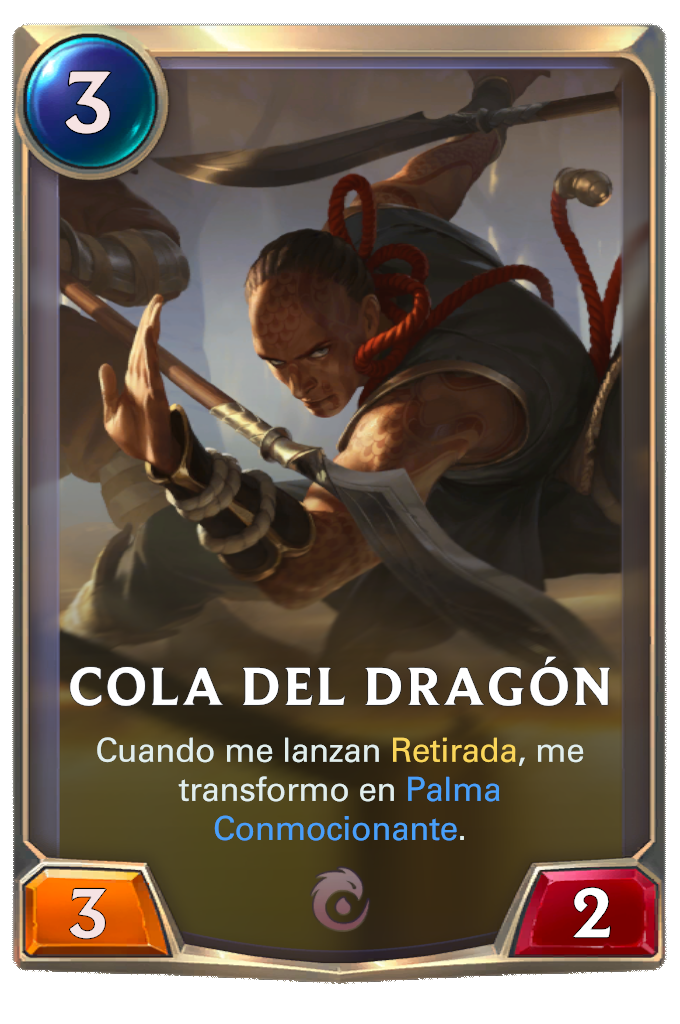 3
COLA DEL DRAGÓN
Cuando me lanzan Retirada, me
transformo en Palma
Conmocionante.
3
2